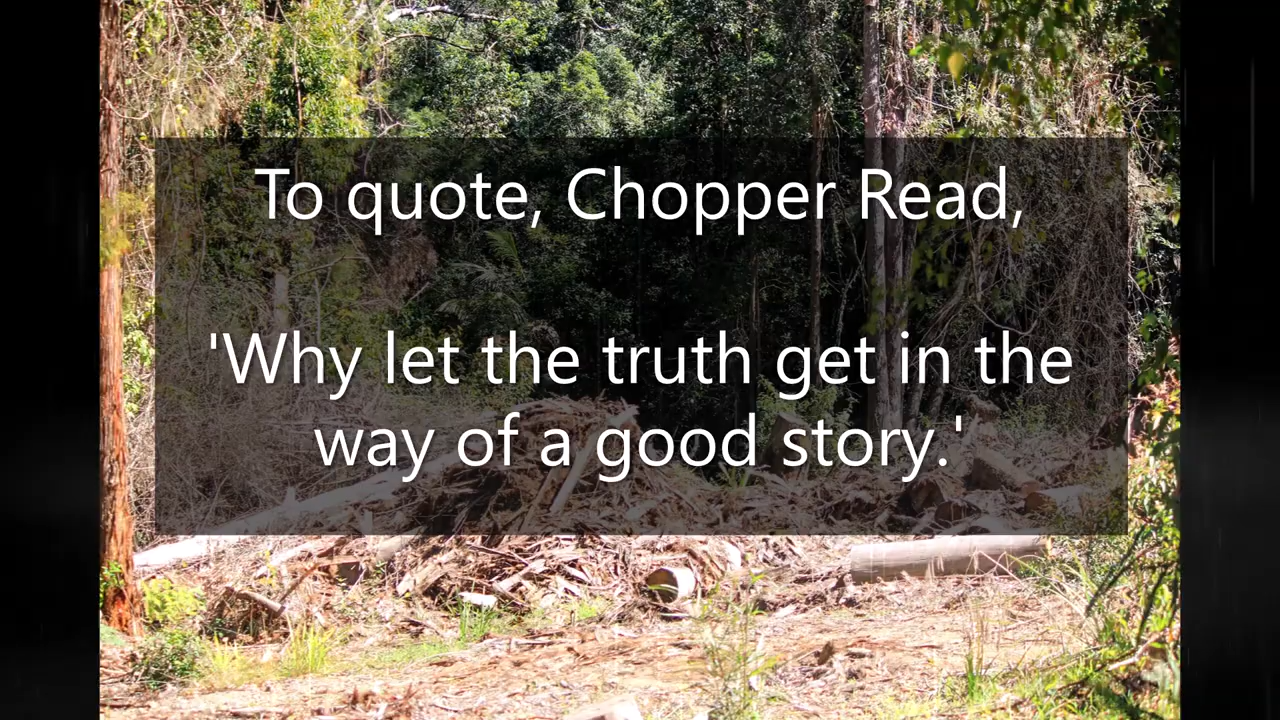 To quote, Chopper Read,
'Why let the truth get in the
way of a good story.'